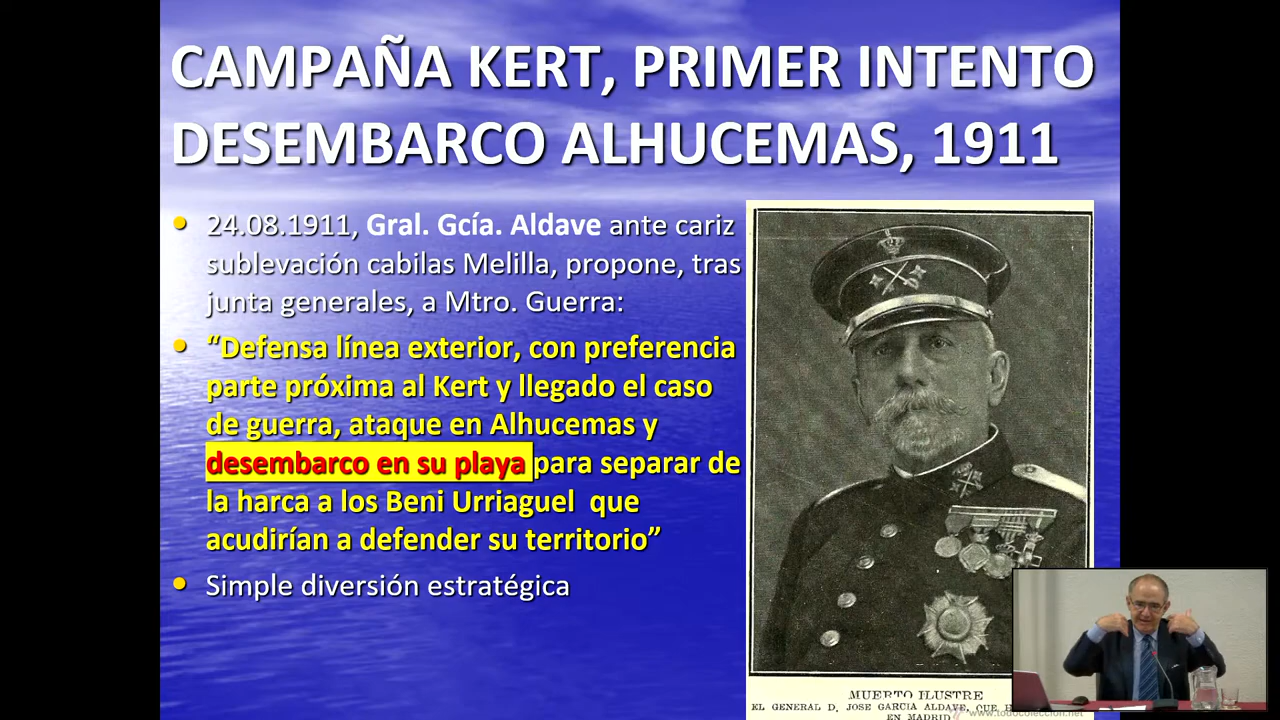 CAMPAÑA KERT, PRIMER INTENTO
DESEMBARCO ALHUCEMAS, 1911
• 24.08.1911, Gral. Gcía. Aldave ante cariz
sublevación cabilas Melilla, propone, tras
junta generales, a Mtro. Guerra:
• “Defensa línea exterior, con preferencia
parte próxima al Kert y llegado el caso
de guerra, ataque en Alhucemas y
desembarco en su playa para separar de
la harca a los Beni Urriaguel que
acudirían a defender su territorio”
• Simple diversión estratégica
MUERTO ILUSTRE
EL GENERAL D. JOSE GARCIA ALDAVE, QUE
EN MADRID
www.todocoleccion.net